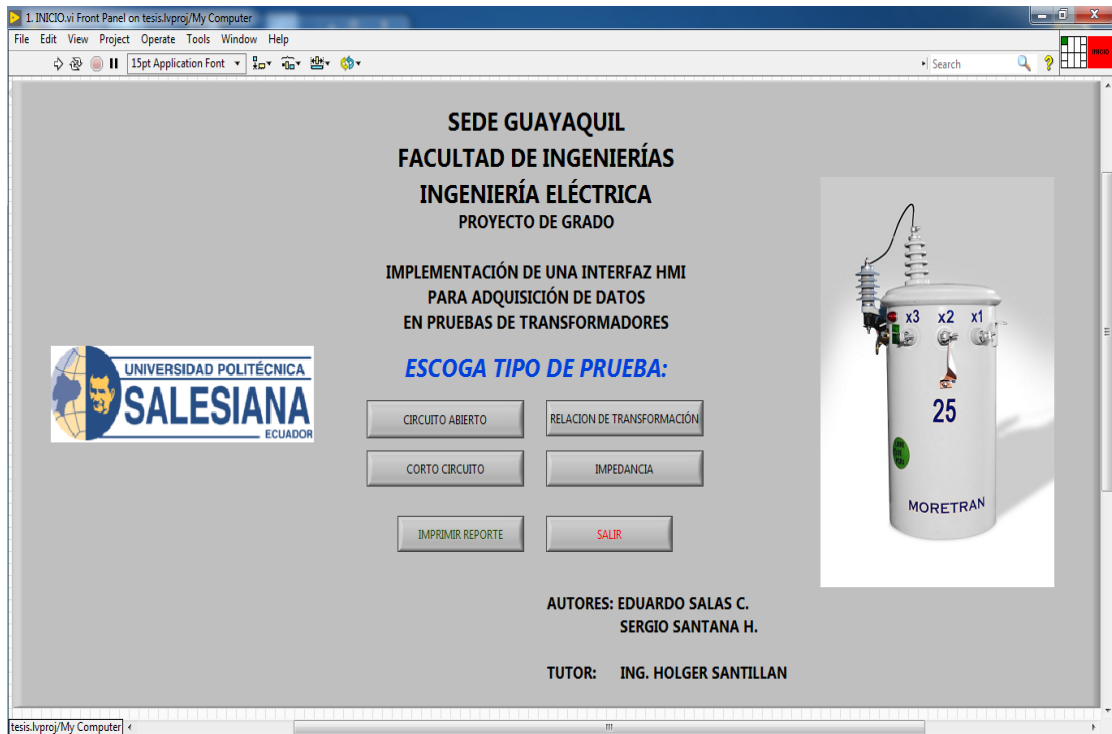 1. INICIO.vi Front Panel on tesis.lvproj/My Computer
File Edit View Project Operate Tools Window Help
15pt Application Font
Search
INICIO
SEDE GUAYAQUIL
FACULTAD DE INGENIERÍAS
INGENIERÍA ELÉCTRICA
PROYECTO DE GRADO
IMPLEMENTACIÓN DE UNA INTERFAZ HMI
PARA ADQUISICIÓN DE DATOS
EN PRUEBAS DE TRANSFORMADORES
UNIVERSIDAD POLITÉCNICA
SALESIANA
ECUADOR
ESCOGA TIPO DE PRUEBA:
CIRCUITO ABIERTO
RELACION DE TRANSFORMACIÓN
CORTO CIRCUITO
IMPEDANCIA
IMPRIMIR REPORTE
SALIR
x3 x2 x1
25
MORETRAN
AUTORES: EDUARDO SALAS C.
SERGIO SANTANA H.
TUTOR: ING. HOLGER SANTILLAN
tesis.lvproj/My Computer